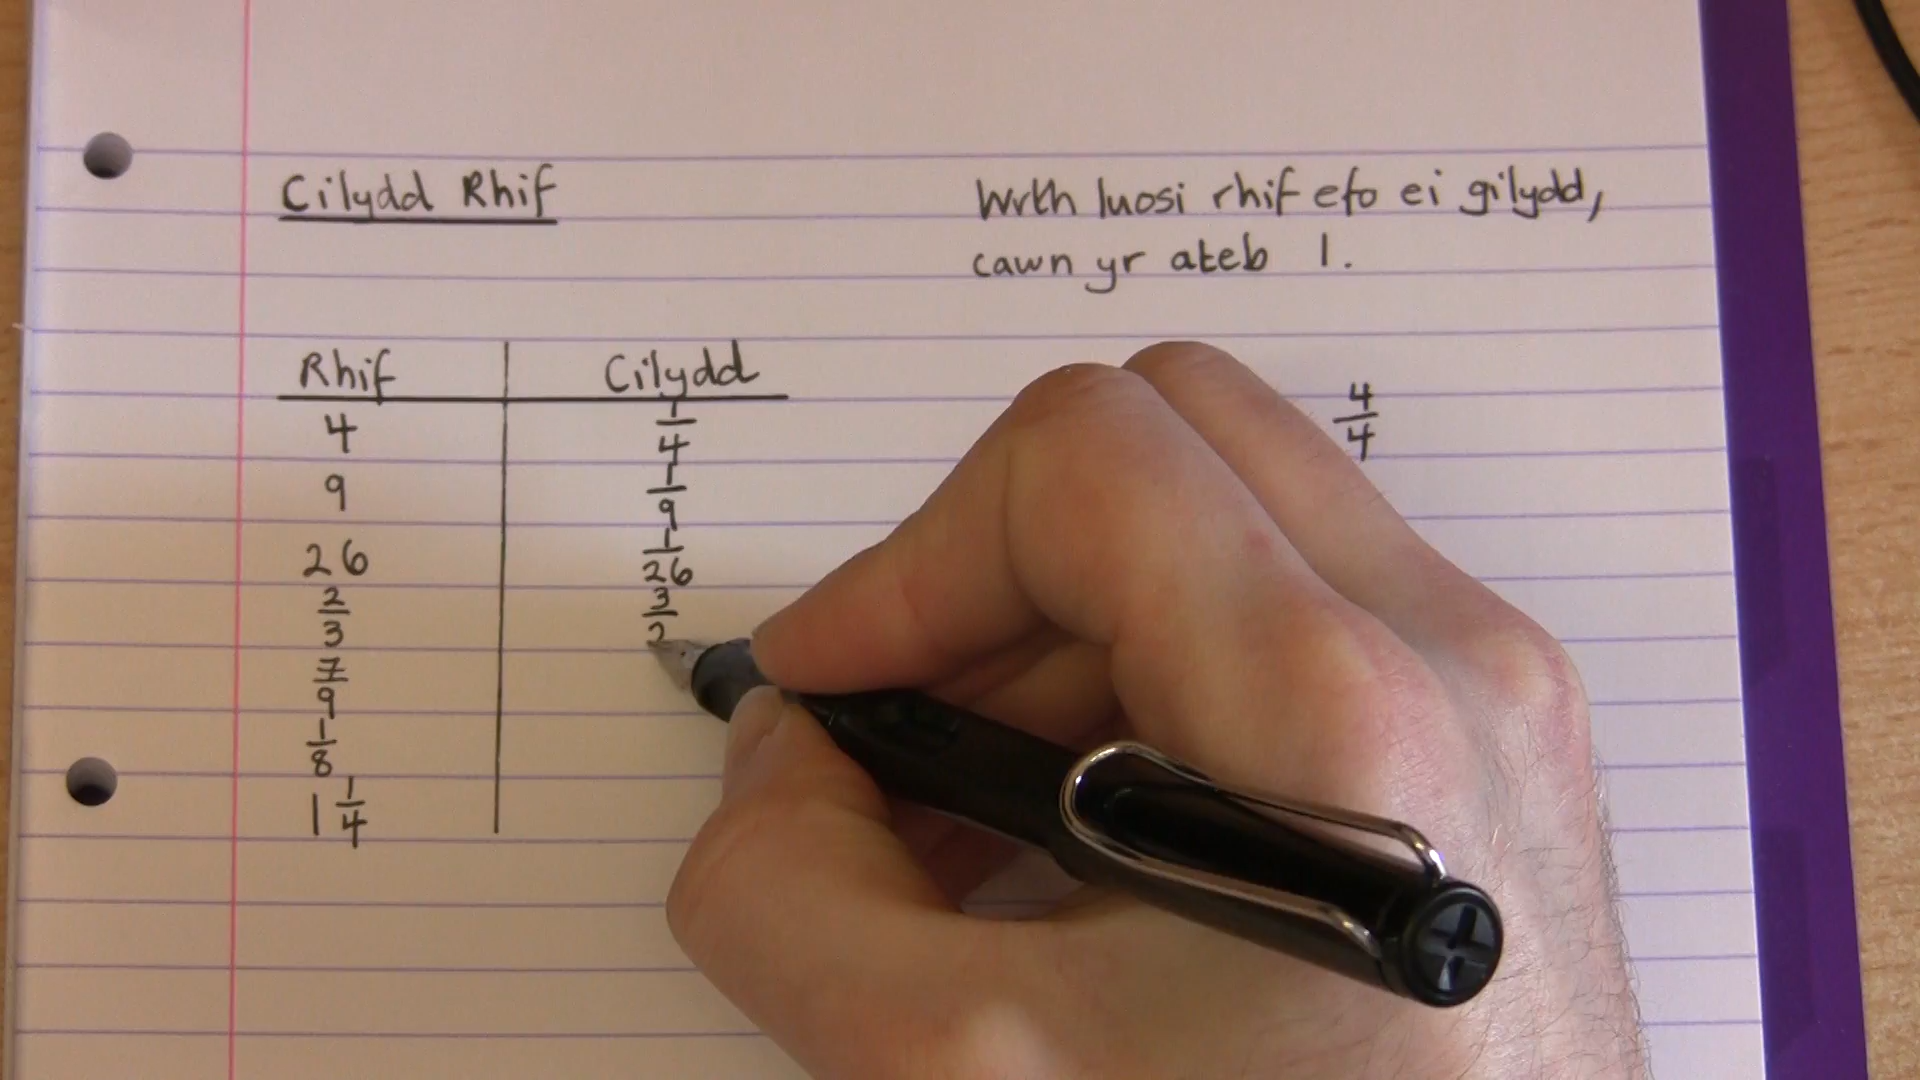 Cilydd Rhif
Wrth luosi rhif efo ei gilydd,
cawn yr ateb 1.
Rhif Cilydd
4 1/4
9 1/9
26 1/26
2/3 3/2
7/9
1/8
1 1/4
4/4